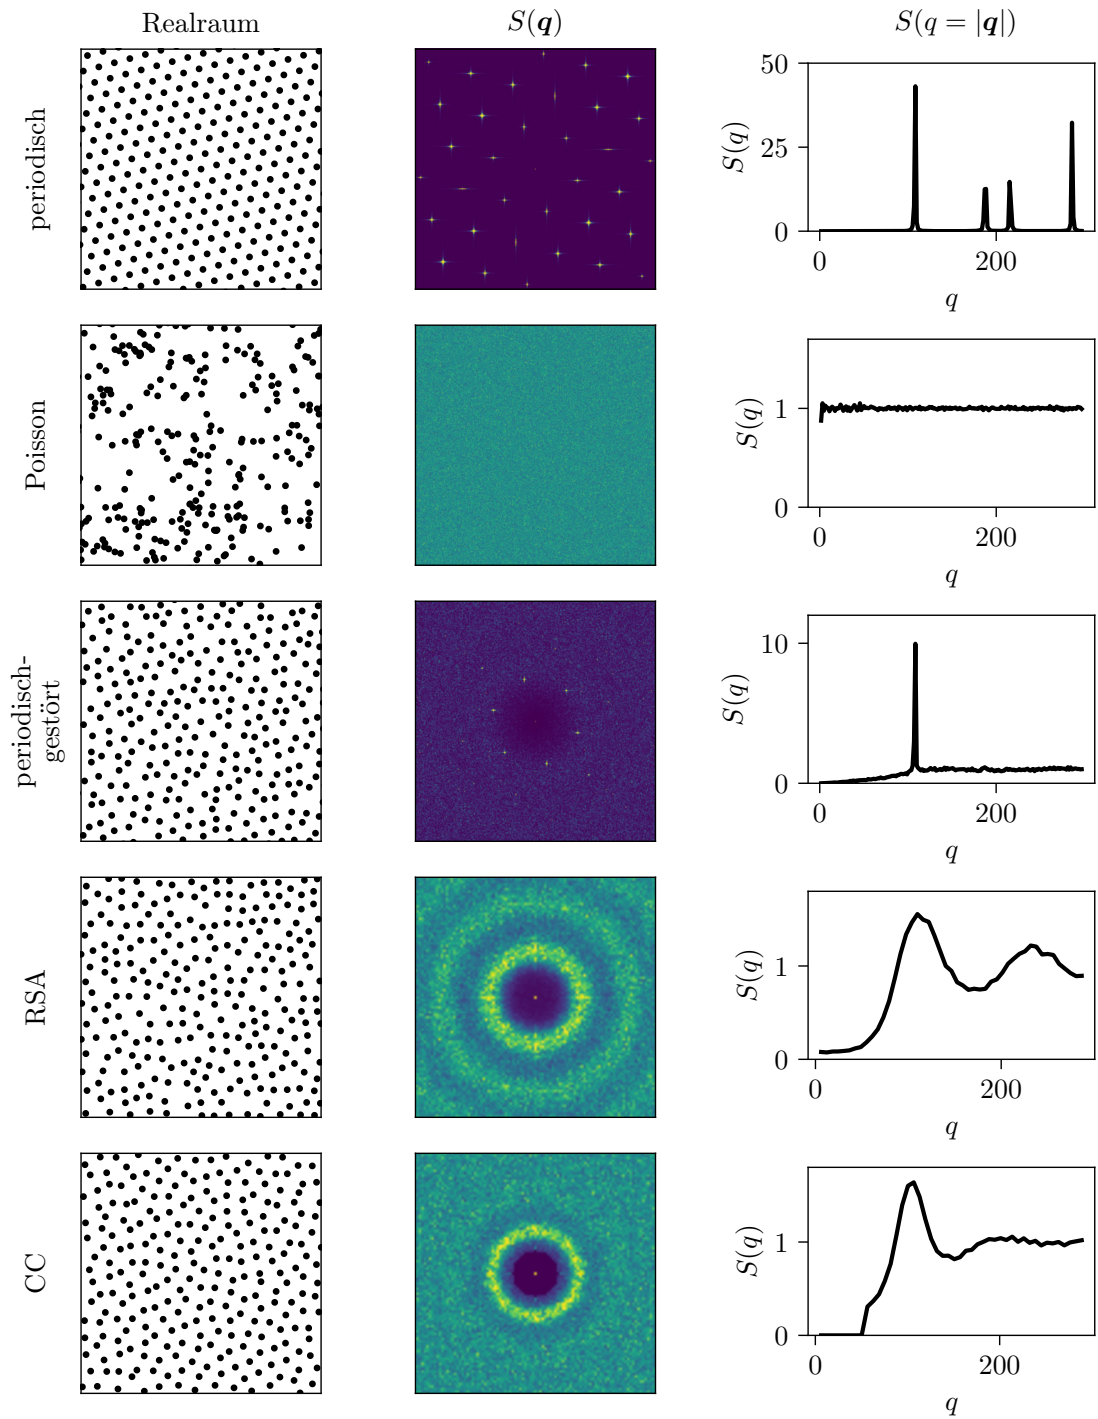 Realraum
S(q)
S(q = |q|)
periodisch
S(q)
50
25
0
0
200
q
Poisson
S(q)
1
0
0
200
q
periodisch-
gestört
S(q)
10
0
0
200
q
RSA
S(q)
1
0
0
200
q
CC
S(q)
1
0
0
200
q